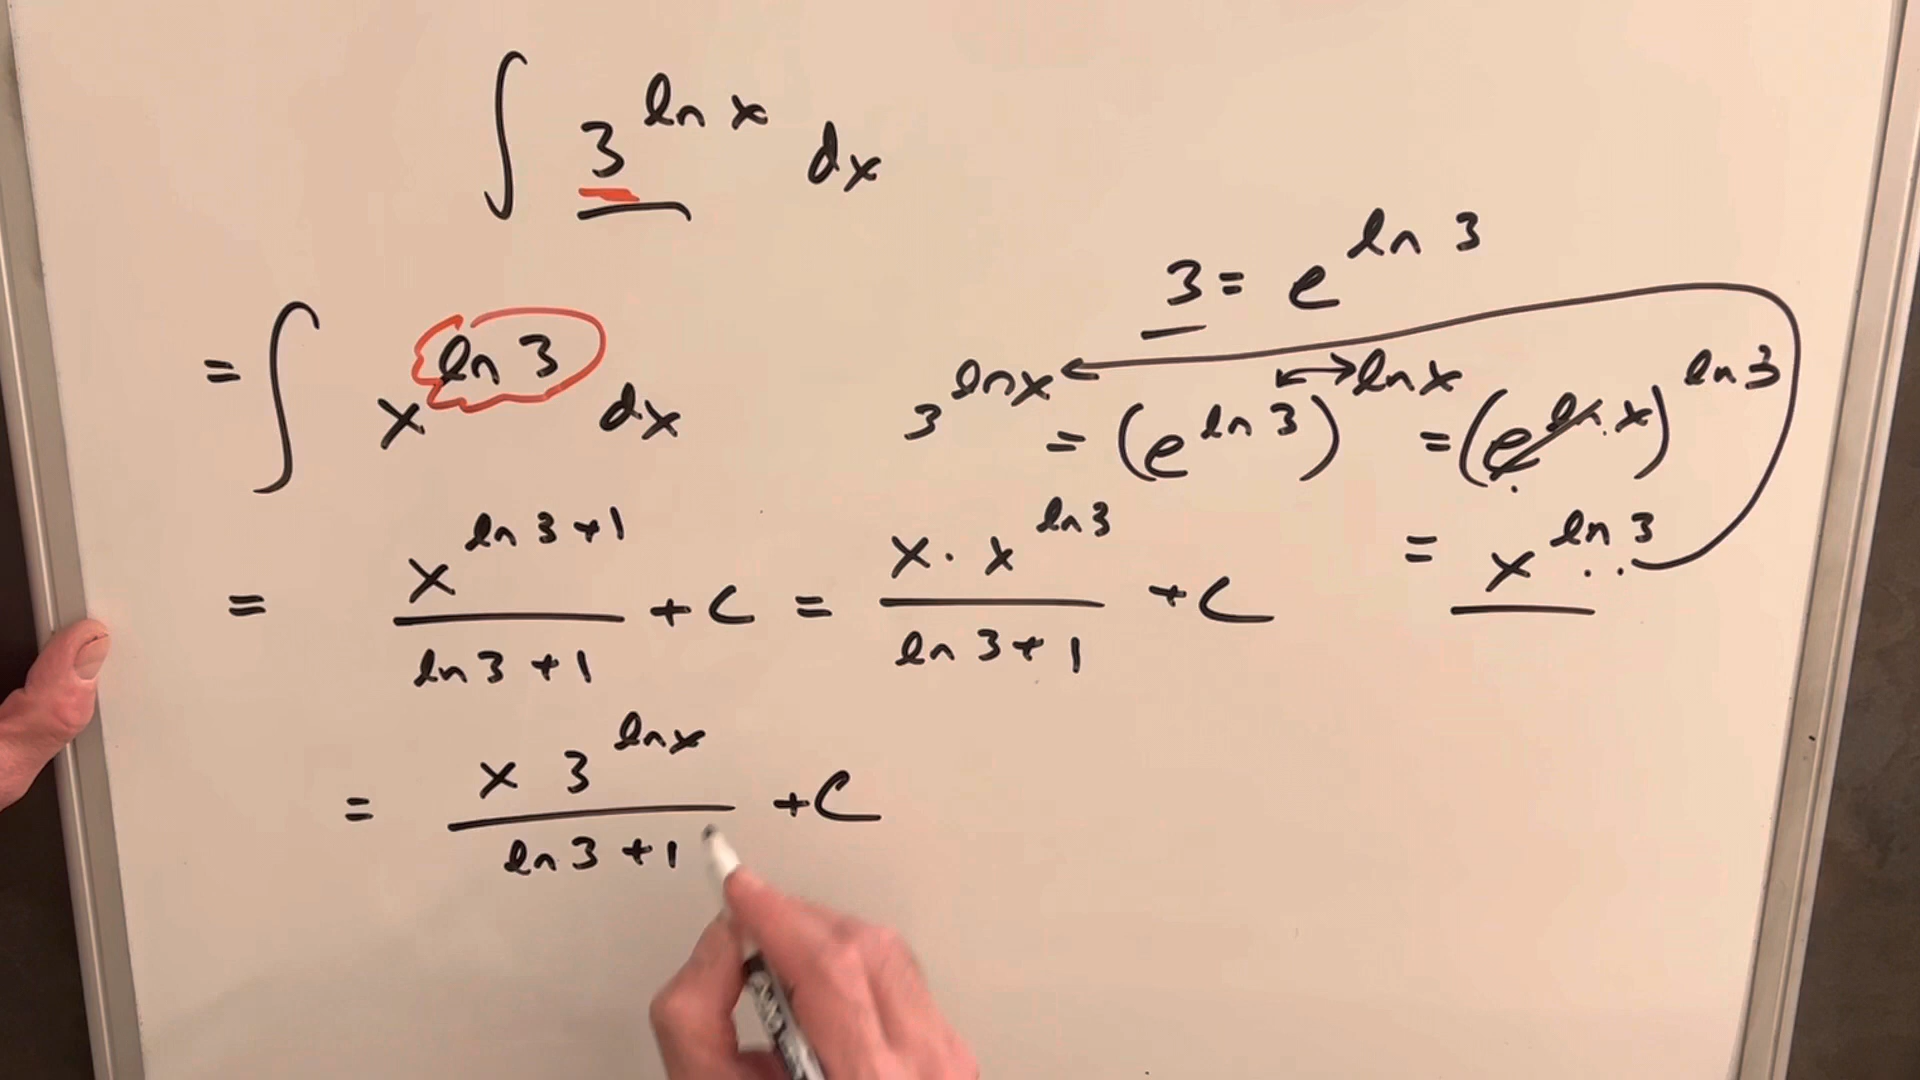 ∫ 3^(ln x) dx
3 = e^(ln 3)
= ∫ x^(ln 3) dx
3^(ln x) = (e^(ln 3))^(ln x) = (e^(ln x))^(ln 3)
= x^(ln 3)
= x^(ln 3 + 1) / (ln 3 + 1) + C = x · x^(ln 3) / (ln 3 + 1) + C
= x 3^(ln x) / (ln 3 + 1) + C